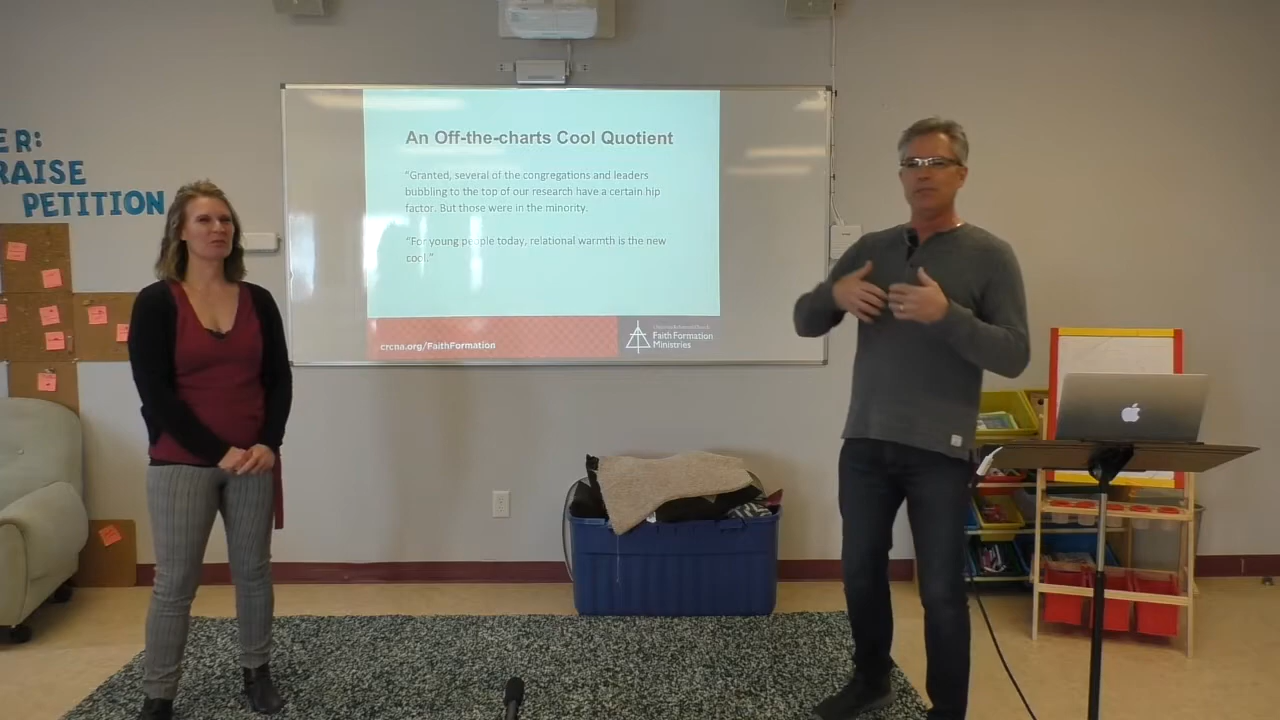 ER:
RAISE
PETITION
An Off-the-charts Cool Quotient
"Granted, several of the congregations and leaders
bubbling to the top of our research have a certain hip
factor. But those were in the minority.
"For young people today, relational warmth is the new
cool."
crcna.org/FaithFormation
Faith Formation
Ministries